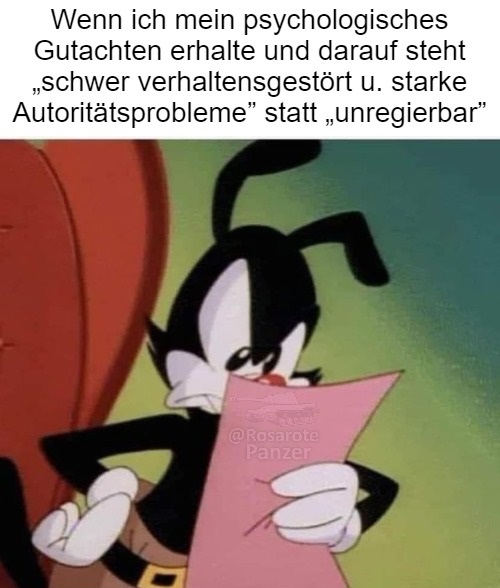 Wenn ich mein psychologisches
Gutachten erhalte und darauf steht
„schwer verhaltensgestört u. starke
Autoritätsprobleme” statt „unregierbar”
@Rosarote
Panzer